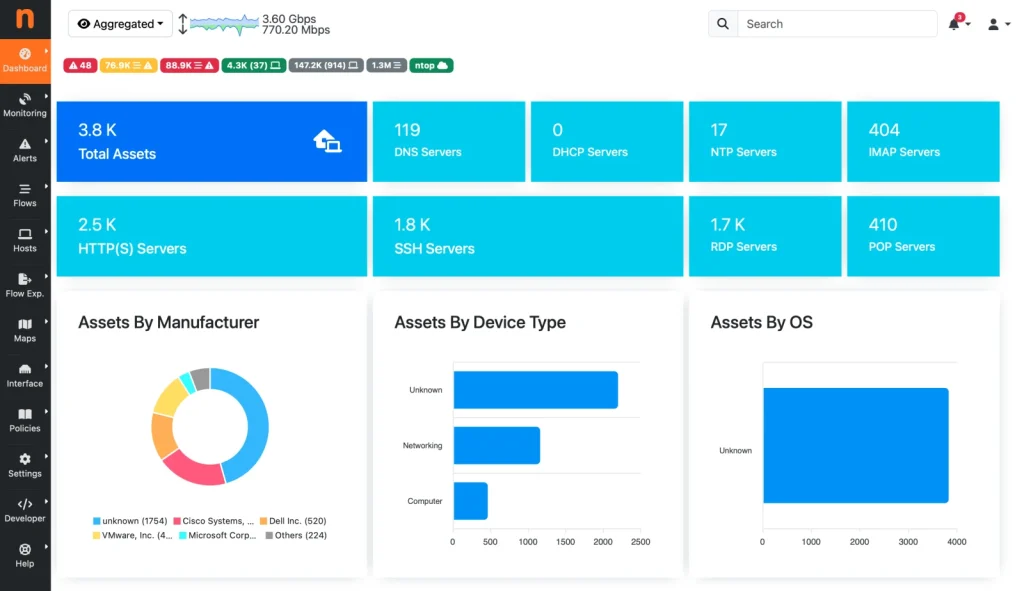 n
Aggregated
3.60 Gbps
770.20 Mbps
Search
3
Dashboard
Monitoring
Alerts
Flows
Hosts
Flow Exp.
Maps
Interface
Policies
Settings
Developer
Help
48
76.9K
88.9K
4.3K (37)
147.2K (914)
1.3M
ntop
3.8 K
Total Assets
119
DNS Servers
0
DHCP Servers
17
NTP Servers
404
IMAP Servers
2.5 K
HTTP(S) Servers
1.8 K
SSH Servers
1.7 K
RDP Servers
410
POP Servers
Assets By Manufacturer
unknown (1754) Cisco Systems, ... Dell Inc. (520)
VMware, Inc. (4... Microsoft Corp... Others (224)
Assets By Device Type
Unknown
Networking
Computer
0 500 1000 1500 2000 2500
Assets By OS
Unknown
0 1000 2000 3000 4000